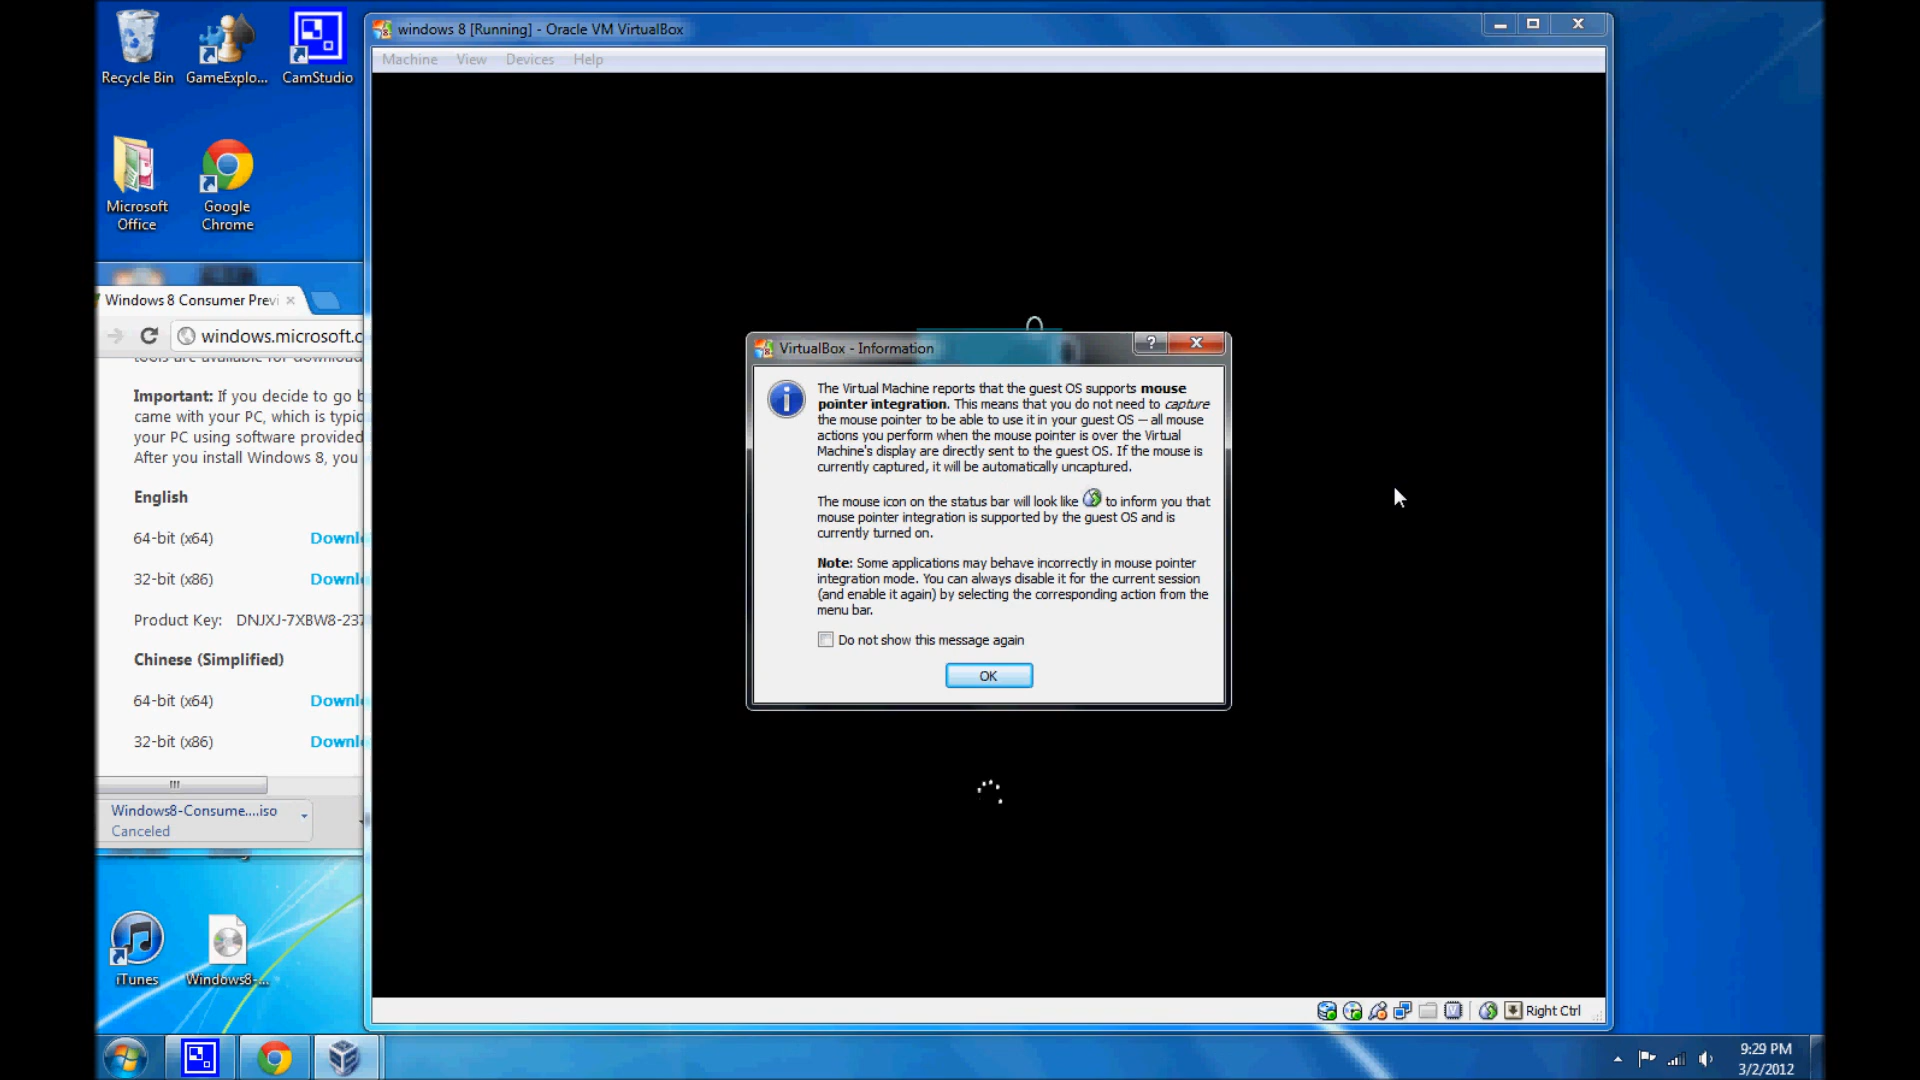 Recycle Bin
GameExplo...
CamStudio
Microsoft
Office
Google
Chrome
windows 8 [Running] - Oracle VM VirtualBox
Machine View Devices Help
Windows 8 Consumer Previ
windows.microsoft.c
tools are available for download
Important: If you decide to go b
came with your PC, which is typic
your PC using software provided
After you install Windows 8, you
English
64-bit (x64) Downl
32-bit (x86) Downl
Product Key: DNJXJ-7XBW8-237
Chinese (Simplified)
64-bit (x64) Downl
32-bit (x86) Downl
Windows8-Consume....iso
Canceled
iTunes
Windows8-...
VirtualBox - Information
The Virtual Machine reports that the guest OS supports mouse
pointer integration. This means that you do not need to capture
the mouse pointer to be able to use it in your guest OS -- all mouse
actions you perform when the mouse pointer is over the Virtual
Machine's display are directly sent to the guest OS. If the mouse is
currently captured, it will be automatically uncaptured.
The mouse icon on the status bar will look like to inform you that
mouse pointer integration is supported by the guest OS and is
currently turned on.
Note: Some applications may behave incorrectly in mouse pointer
integration mode. You can always disable it for the current session
(and enable it again) by selecting the corresponding action from the
menu bar.
Do not show this message again
OK
Right Ctrl
9:29 PM
3/2/2012